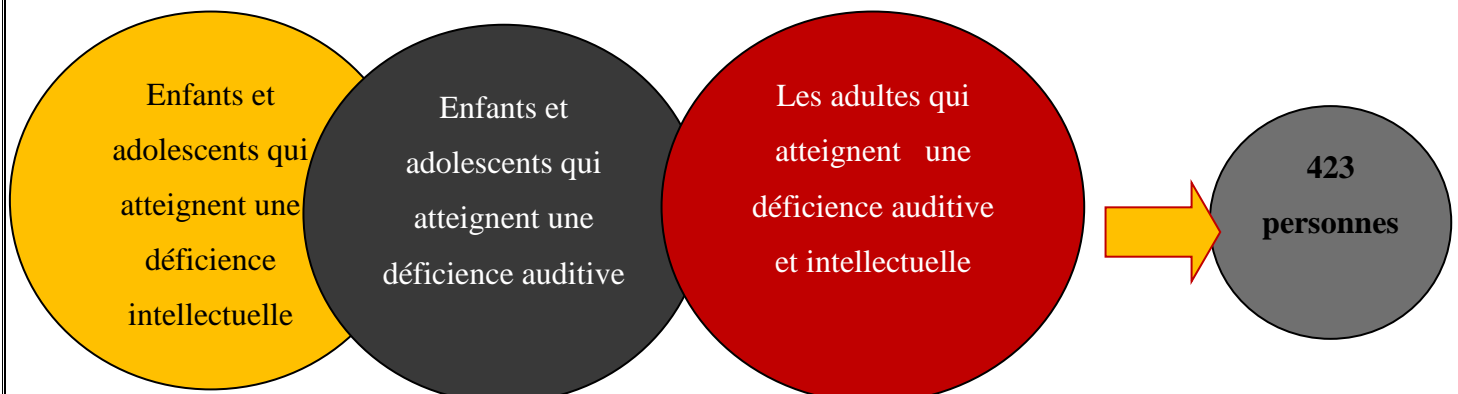 Enfants et
adolescents qui
atteignent une
déficience
intellectuelle
Enfants et
adolescents qui
atteignent une
déficience auditive
Les adultes qui
atteignent une
déficience auditive
et intellectuelle
423
personnes